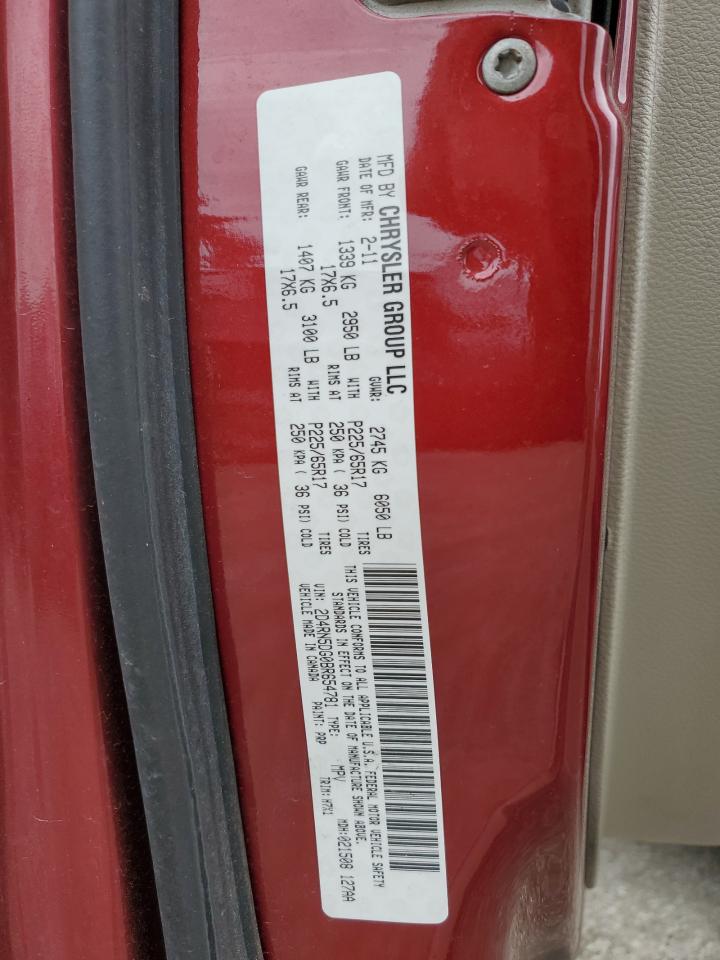 MFD BY CHRYSLER GROUP LLC
DATE OF MFR: 2-11 GVWR: 2745 KG 6050 LB
GAWR FRONT: 1339 KG 2950 LB WITH P225/65R17 TIRES
17X6.5 RIMS AT 250 KPA ( 36 PSI) COLD
GAWR REAR: 1407 KG 3100 LB WITH P225/65R17 TIRES
17X6.5 RIMS AT 250 KPA ( 36 PSI) COLD
THIS VEHICLE CONFORMS TO ALL APPLICABLE U.S.A. FEDERAL MOTOR VEHICLE SAFETY
STANDARDS IN EFFECT ON THE DATE OF MANUFACTURE SHOWN ABOVE.
VIN: 2D4RN5DG0BR654781 TYPE: MPV MDH:021508 127AA
VEHICLE MADE IN CANADA PAINT: PRP TRIM:H7X1